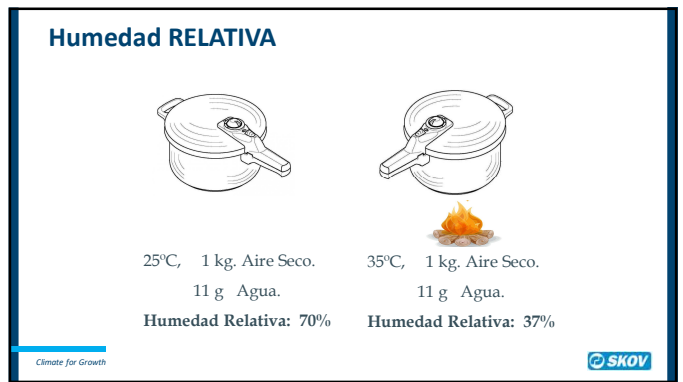 Humedad RELATIVA
25ºC, 1 kg. Aire Seco.
11 g Agua.
Humedad Relativa: 70%
35ºC, 1 kg. Aire Seco.
11 g Agua.
Humedad Relativa: 37%
Climate for Growth
SKOV